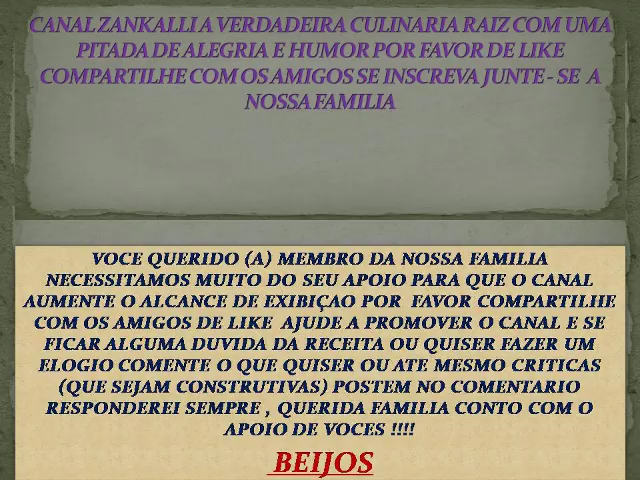 CANAL ZANKALLI A VERDADEIRA CULINARIA RAIZ COM UMA
PITADA DE ALEGRIA E HUMOR POR FAVOR DE LIKE
COMPARTILHE COM OS AMIGOS SE INSCREVA JUNTE - SE A
NOSSA FAMILIA
VOCE QUERIDO (A) MEMBRO DA NOSSA FAMILIA
NECESSITAMOS MUITO DO SEU APOIO PARA QUE O CANAL
AUMENTE O ALCANCE DE EXIBIÇAO POR FAVOR COMPARTILHE
COM OS AMIGOS DE LIKE AJUDE A PROMOVER O CANAL E SE
FICAR ALGUMA DUVIDA DA RECEITA OU QUISER FAZER UM
ELOGIO COMENTE O QUE QUISER OU ATE MESMO CRITICAS
(QUE SEJAM CONSTRUTIVAS) POSTEM NO COMENTARIO
RESPONDEREI SEMPRE , QUERIDA FAMILIA CONTO COM O
APOIO DE VOCES !!!!
BEIJOS